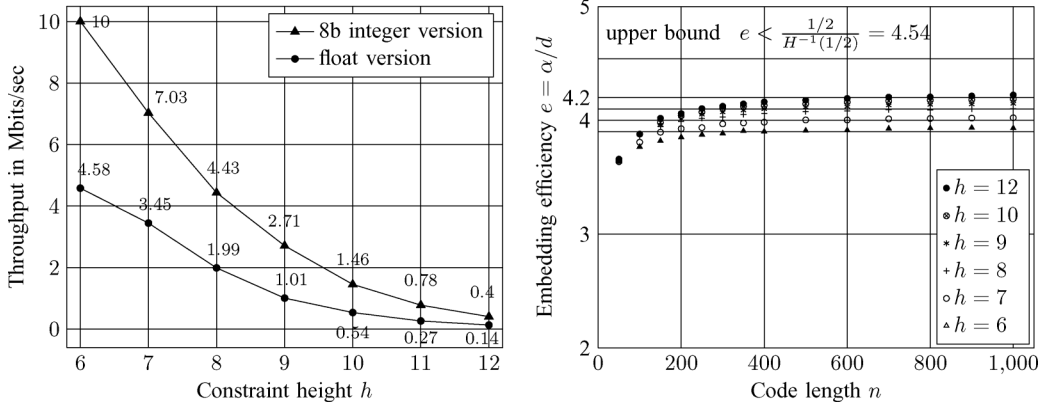 Throughput in Mbits/sec
10
8
6
4
2
0
6 7 8 9 10 11 12
Constraint height h
8b integer version
float version
10
7.03
4.43
2.71
1.46
0.78
0.4
4.58
3.45
1.99
1.01
0.54
0.27
0.14
Embedding efficiency e = α/d
5
4.2
4
3
2
0 200 400 600 800 1,000
Code length n
upper bound e < \frac{1/2}{H^{-1}(1/2)} = 4.54
h = 12
h = 10
h = 9
h = 8
h = 7
h = 6